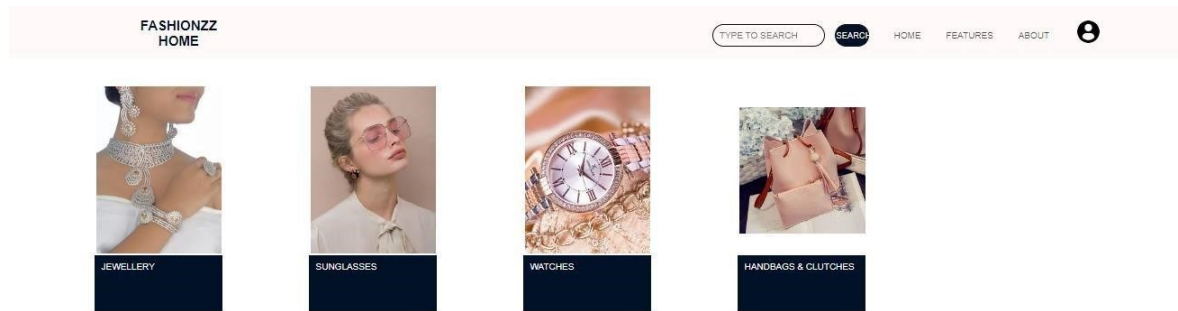 FASHIONZZ
HOME
TYPE TO SEARCH
SEARCH
HOME
FEATURES
ABOUT
JEWELLERY
SUNGLASSES
WATCHES
HANDBAGS & CLUTCHES